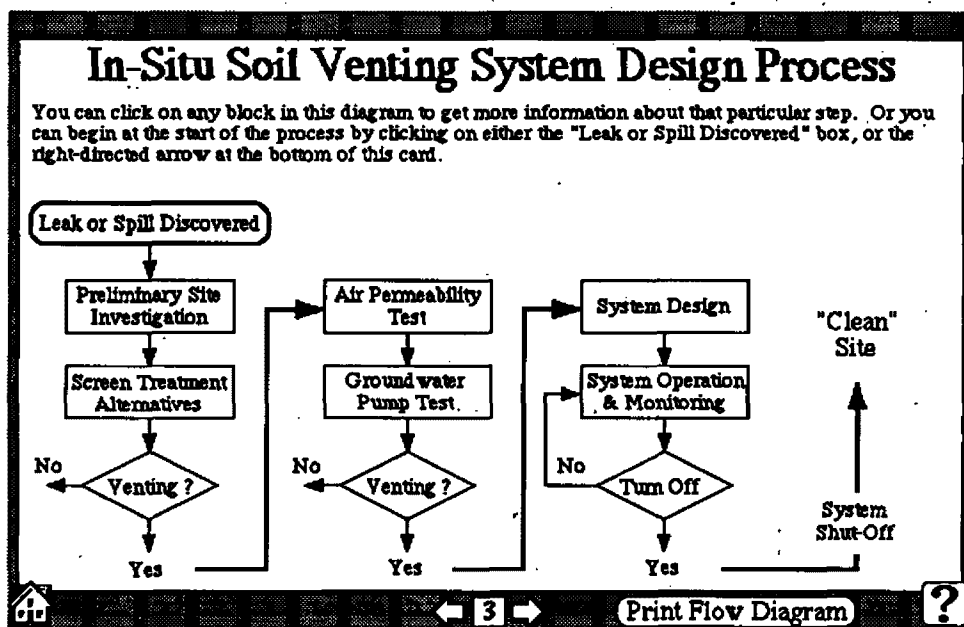 In-Situ Soil Venting System Design Process
You can click on any block in this diagram to get more information about that particular step. Or you
can begin at the start of the process by clicking on either the "Leak or Spill Discovered" box, or the
right-directed arrow at the bottom of this card.
Leak or Spill Discovered
Preliminary Site
Investigation
Screen Treatment
Alternatives
No
Venting ?
Yes
Air Permeability
Test
Groundwater
Pump Test
No
Venting ?
Yes
System Design
System Operation
& Monitoring
No
Turn Off
Yes
"Clean"
Site
System
Shut-Off
3
Print Flow Diagram
?